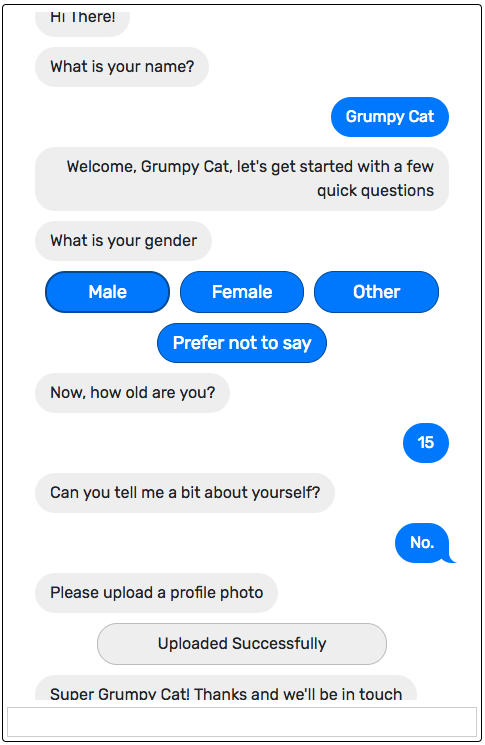 Hi There!
What is your name?
Grumpy Cat
Welcome, Grumpy Cat, let's get started with a few
quick questions
What is your gender
Male Female Other
Prefer not to say
Now, how old are you?
15
Can you tell me a bit about yourself?
No.
Please upload a profile photo
Uploaded Successfully
Super Grumpy Cat! Thanks and we'll be in touch